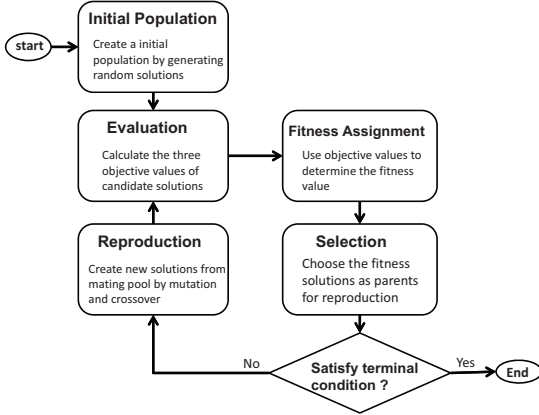 start
Initial Population
Create a initial
population by generating
random solutions
Evaluation
Calculate the three
objective values of
candidate solutions
Fitness Assignment
Use objective values to
determine the fitness
value
Reproduction
Create new solutions from
mating pool by mutation
and crossover
Selection
Choose the fitness
solutions as parents
for reproduction
No
Satisfy terminal
condition ?
Yes
End